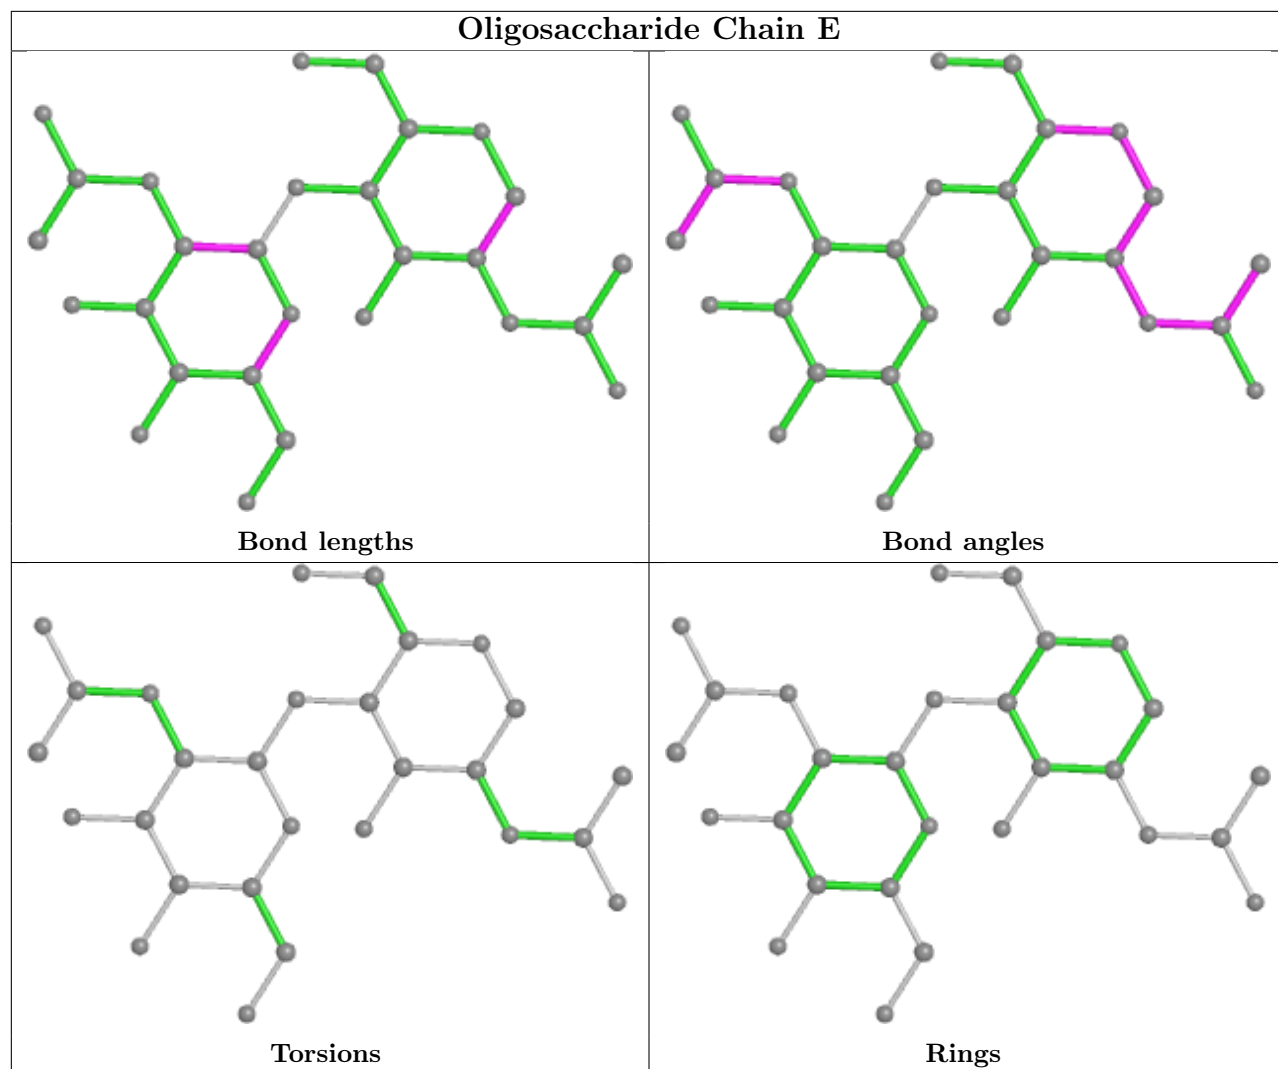 Oligosaccharide Chain E
Bond lengths
Bond angles
Torsions
Rings